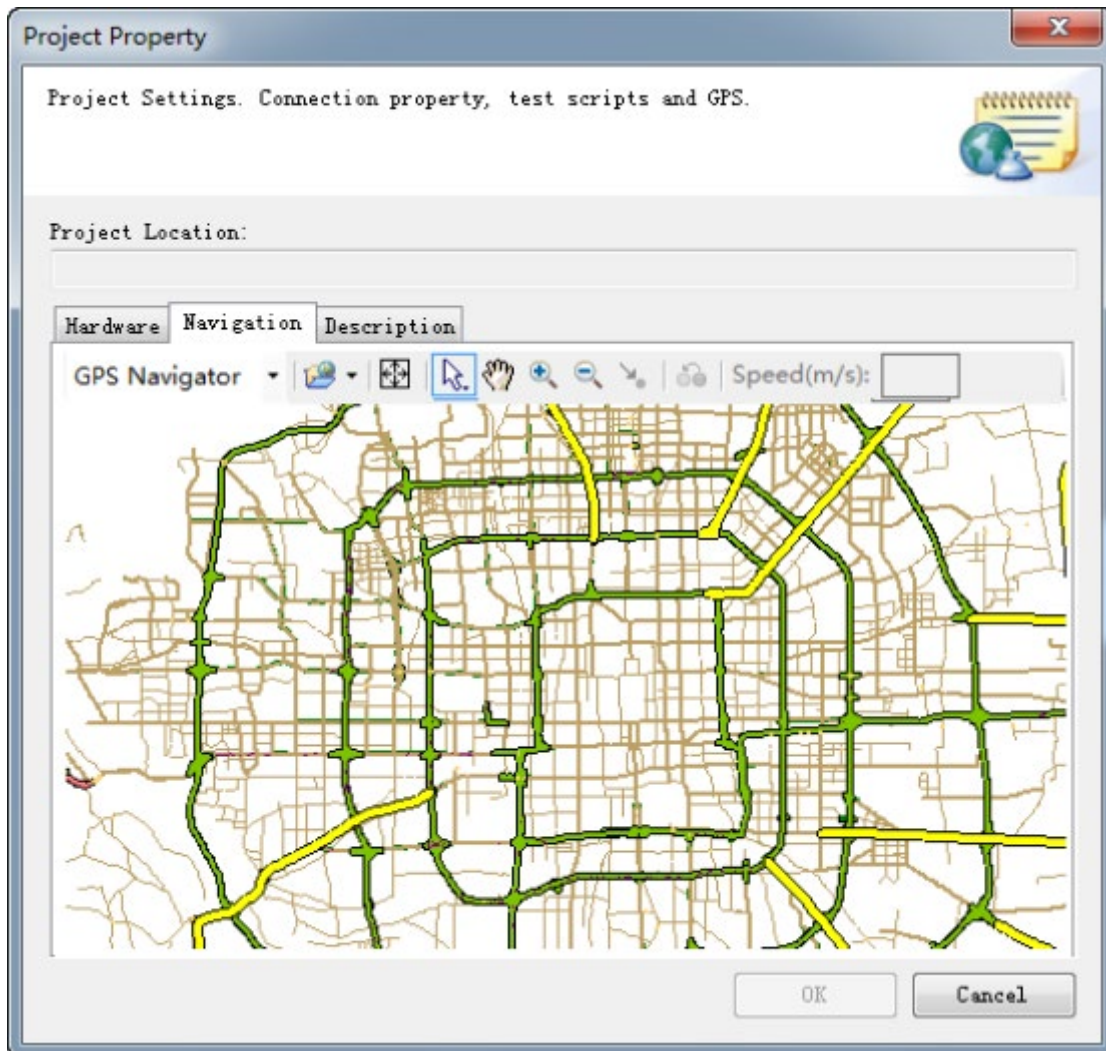 Project Property
Project Settings. Connection property, test scripts and GPS.
Project Location:
Hardware Navigation Description
GPS Navigator Speed(m/s):
OK Cancel